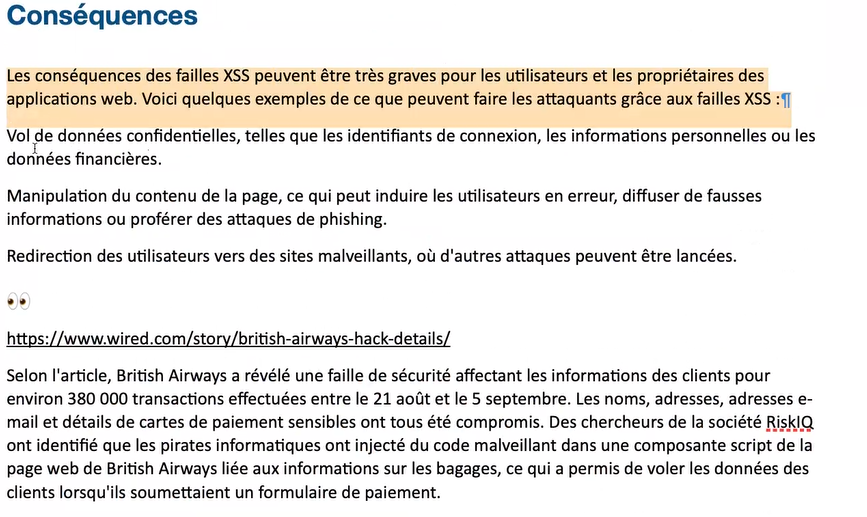 Conséquences
Les conséquences des failles XSS peuvent être très graves pour les utilisateurs et les propriétaires des
applications web. Voici quelques exemples de ce que peuvent faire les attaquants grâce aux failles XSS :¶
Vol de données confidentielles, telles que les identifiants de connexion, les informations personnelles ou les
données financières.
Manipulation du contenu de la page, ce qui peut induire les utilisateurs en erreur, diffuser de fausses
informations ou proférer des attaques de phishing.
Redirection des utilisateurs vers des sites malveillants, où d'autres attaques peuvent être lancées.
👀
https://www.wired.com/story/british-airways-hack-details/
Selon l'article, British Airways a révélé une faille de sécurité affectant les informations des clients pour
environ 380 000 transactions effectuées entre le 21 août et le 5 septembre. Les noms, adresses, adresses e-
mail et détails de cartes de paiement sensibles ont tous été compromis. Des chercheurs de la société RiskIQ
ont identifié que les pirates informatiques ont injecté du code malveillant dans une composante script de la
page web de British Airways liée aux informations sur les bagages, ce qui a permis de voler les données des
clients lorsqu'ils soumettaient un formulaire de paiement.